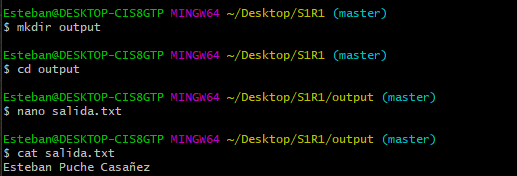 Esteban@DESKTOP-CIS8GTP MINGW64 ~/Desktop/S1R1 (master)
$ mkdir output
Esteban@DESKTOP-CIS8GTP MINGW64 ~/Desktop/S1R1 (master)
$ cd output
Esteban@DESKTOP-CIS8GTP MINGW64 ~/Desktop/S1R1/output (master)
$ nano salida.txt
Esteban@DESKTOP-CIS8GTP MINGW64 ~/Desktop/S1R1/output (master)
$ cat salida.txt
Esteban Puche Casañez